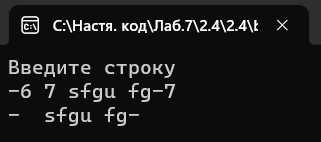 C:\Настя. код\Лаб.7\2.4\2.4\b
Введите строку
-6 7 sfgu fg-7
-  sfgu fg-